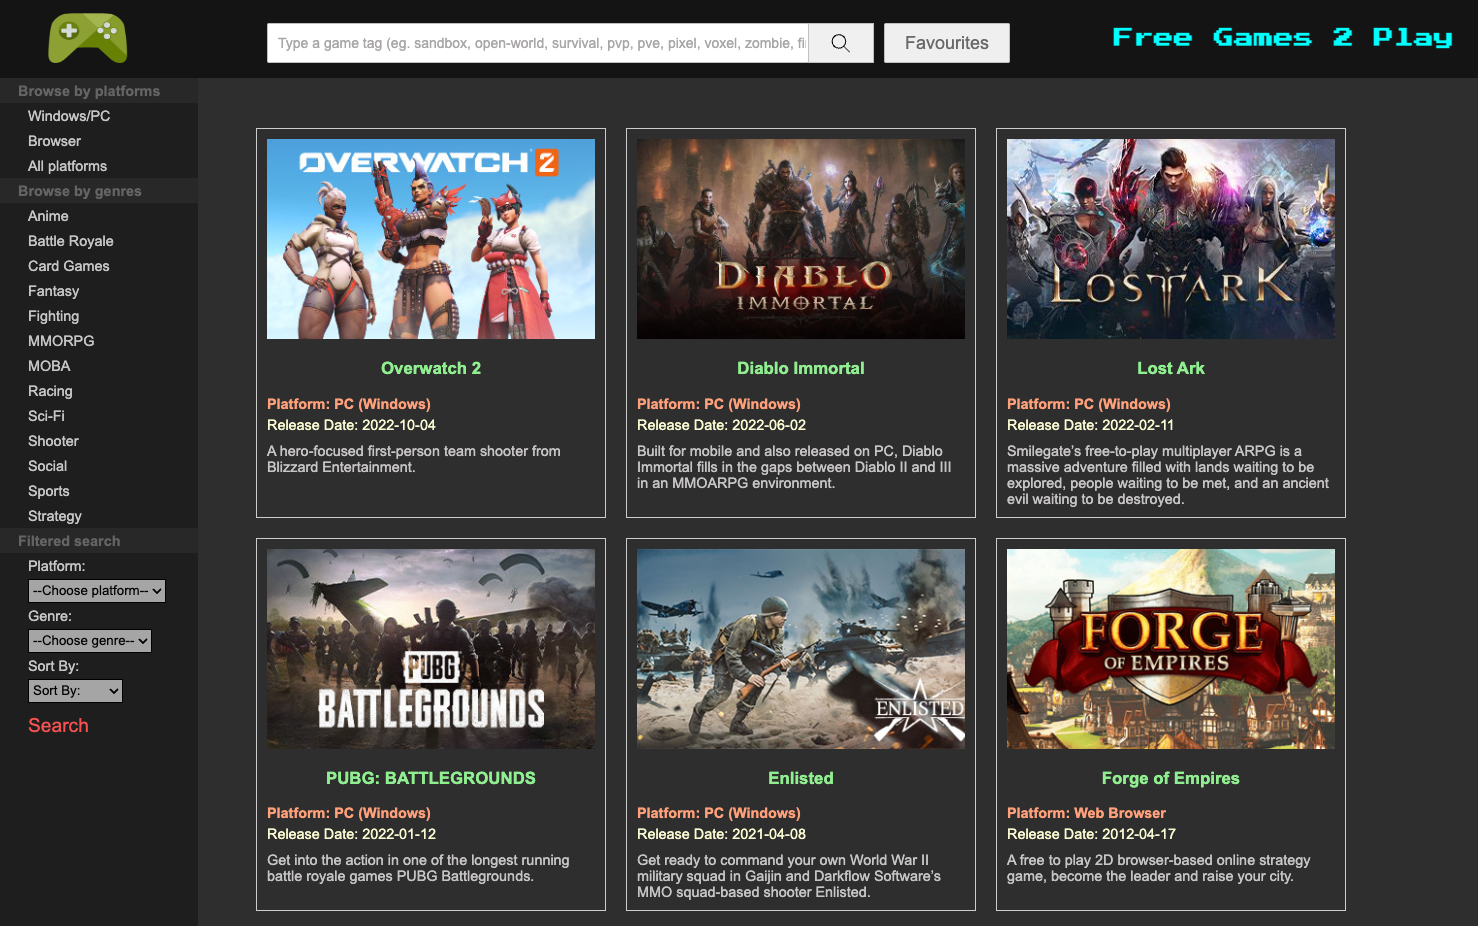 Type a game tag (eg. sandbox, open-world, survival, pvp, pve, pixel, voxel, zombie, fi
Favourites
Free Games 2 Play
Browse by platforms
Windows/PC
Browser
All platforms
Browse by genres
Anime
Battle Royale
Card Games
Fantasy
Fighting
MMORPG
MOBA
Racing
Sci-Fi
Shooter
Social
Sports
Strategy
Filtered search
Platform:
--Choose platform--
Genre:
--Choose genre--
Sort By:
Sort By:
Search
OVERWATCH 2
Overwatch 2
Platform: PC (Windows)
Release Date: 2022-10-04
A hero-focused first-person team shooter from
Blizzard Entertainment.
DIABLO
IMMORTAL
Diablo Immortal
Platform: PC (Windows)
Release Date: 2022-06-02
Built for mobile and also released on PC, Diablo
Immortal fills in the gaps between Diablo II and III
in an MMOARPG environment.
LOST ARK
Lost Ark
Platform: PC (Windows)
Release Date: 2022-02-11
Smilegate’s free-to-play multiplayer ARPG is a
massive adventure filled with lands waiting to be
explored, people waiting to be met, and an ancient
evil waiting to be destroyed.
PUBG
BATTLEGROUNDS
PUBG: BATTLEGROUNDS
Platform: PC (Windows)
Release Date: 2022-01-12
Get into the action in one of the longest running
battle royale games PUBG Battlegrounds.
ENLISTED
Enlisted
Platform: PC (Windows)
Release Date: 2021-04-08
Get ready to command your own World War II
military squad in Gaijin and Darkflow Software’s
MMO squad-based shooter Enlisted.
FORGE
OF EMPIRES
Forge of Empires
Platform: Web Browser
Release Date: 2012-04-17
A free to play 2D browser-based online strategy
game, become the leader and raise your city.